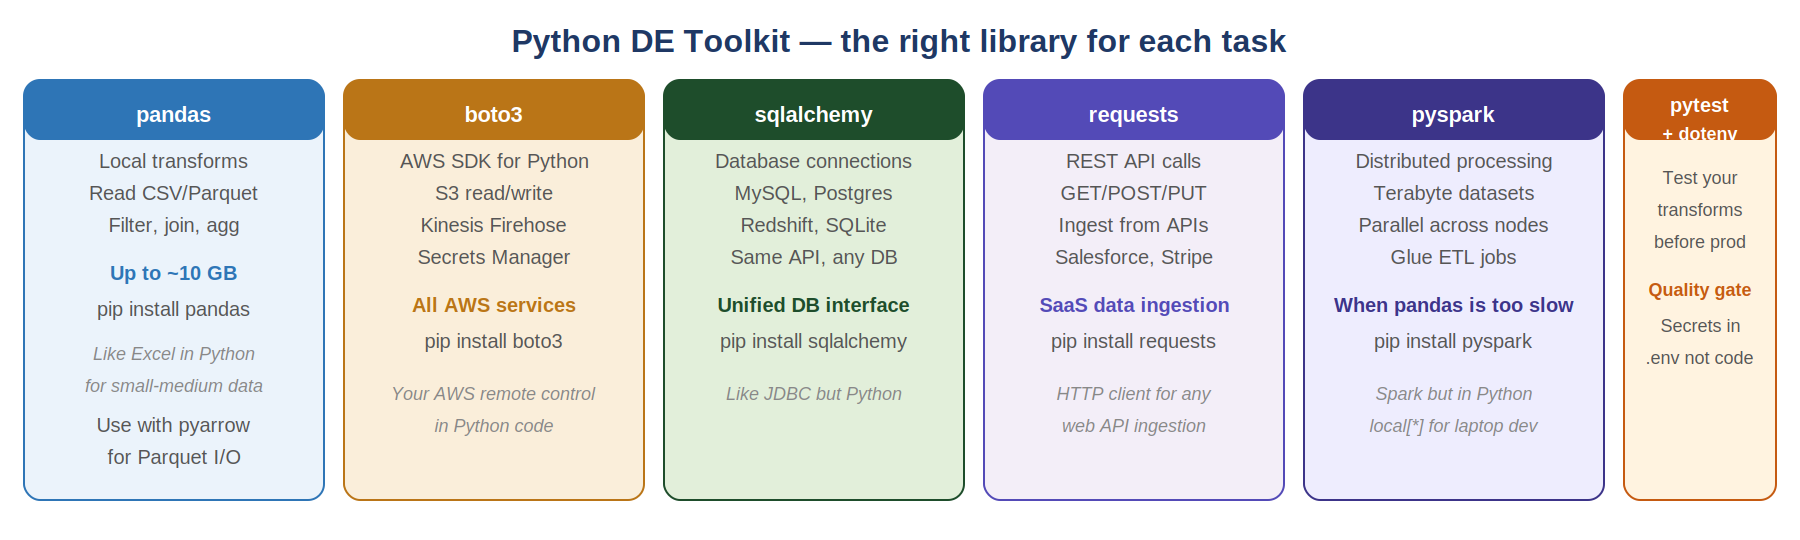 Python DE Toolkit — the right library for each task
pandas
Local transforms
Read CSV/Parquet
Filter, join, agg
Up to ~10 GB
pip install pandas
Like Excel in Python
for small-medium data
Use with pyarrow
for Parquet I/O
boto3
AWS SDK for Python
S3 read/write
Kinesis Firehose
Secrets Manager
All AWS services
pip install boto3
Your AWS remote control
in Python code
sqlalchemy
Database connections
MySQL, Postgres
Redshift, SQLite
Same API, any DB
Unified DB interface
pip install sqlalchemy
Like JDBC but Python
requests
REST API calls
GET/POST/PUT
Ingest from APIs
Salesforce, Stripe
SaaS data ingestion
pip install requests
HTTP client for any
web API ingestion
pyspark
Distributed processing
Terabyte datasets
Parallel across nodes
Glue ETL jobs
When pandas is too slow
pip install pyspark
Spark but in Python
local[*] for laptop dev
pytest
+ dotenv
Test your
transforms
before prod
Quality gate
Secrets in
.env not code